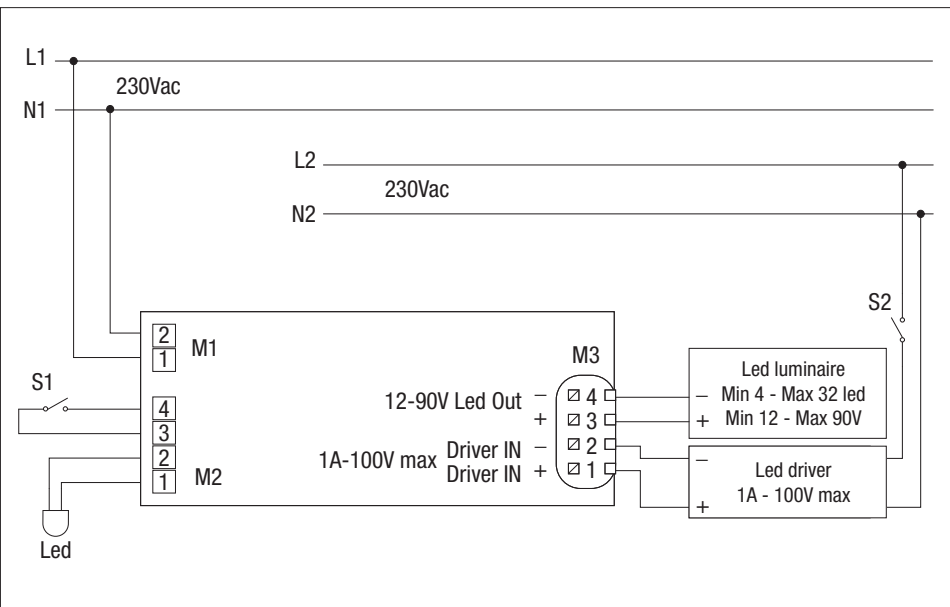 L1
230Vac
N1
L2
230Vac
N2
S2
2
1
M1
M3
S1
4
3
2
1
M2
Led
12-90V Led Out
−
+
1A-100V max
Driver IN −
Driver IN +
4
3
2
1
Led luminaire
− Min 4 - Max 32 led
+ Min 12 - Max 90V
−
Led driver
1A - 100V max
+